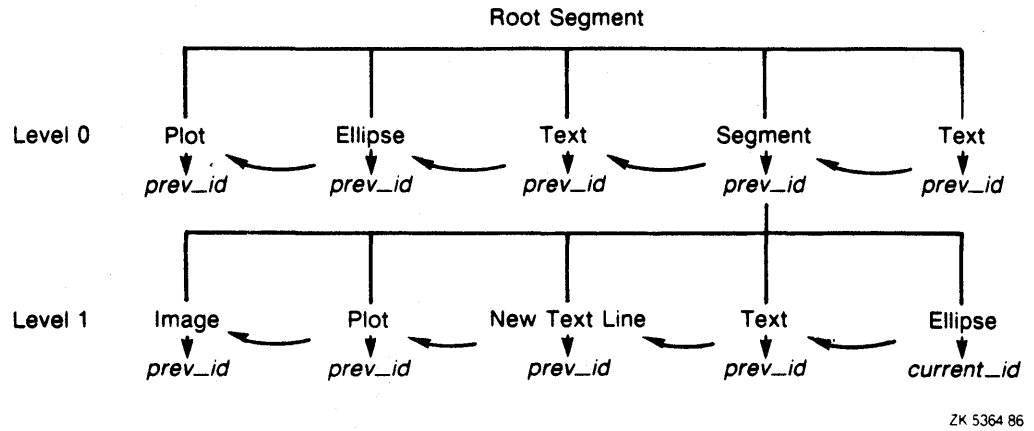 Root Segment
Level 0 Plot Ellipse Text Segment Text
prev_id prev_id prev_id prev_id prev_id
Level 1 Image Plot New Text Line Text Ellipse
prev_id prev_id prev_id prev_id current_id
ZK 5364 86